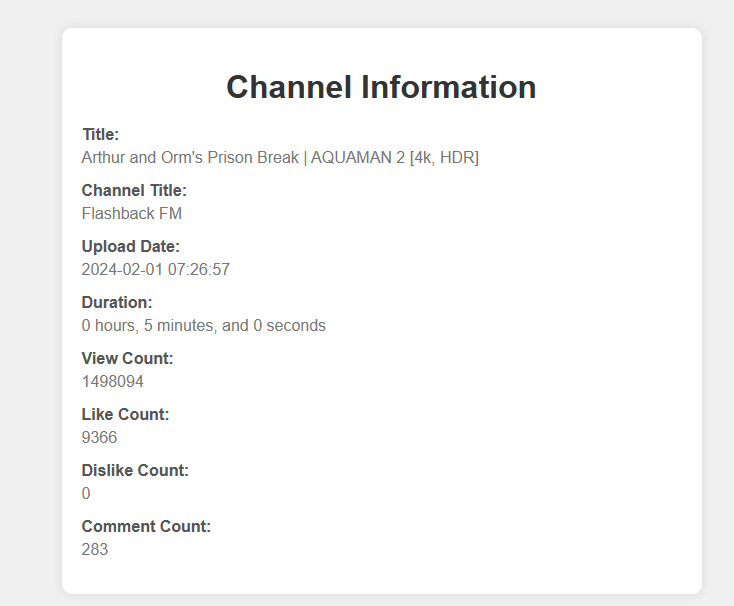 Channel Information
Title:
Arthur and Orm's Prison Break | AQUAMAN 2 [4k, HDR]
Channel Title:
Flashback FM
Upload Date:
2024-02-01 07:26:57
Duration:
0 hours, 5 minutes, and 0 seconds
View Count:
1498094
Like Count:
9366
Dislike Count:
0
Comment Count:
283